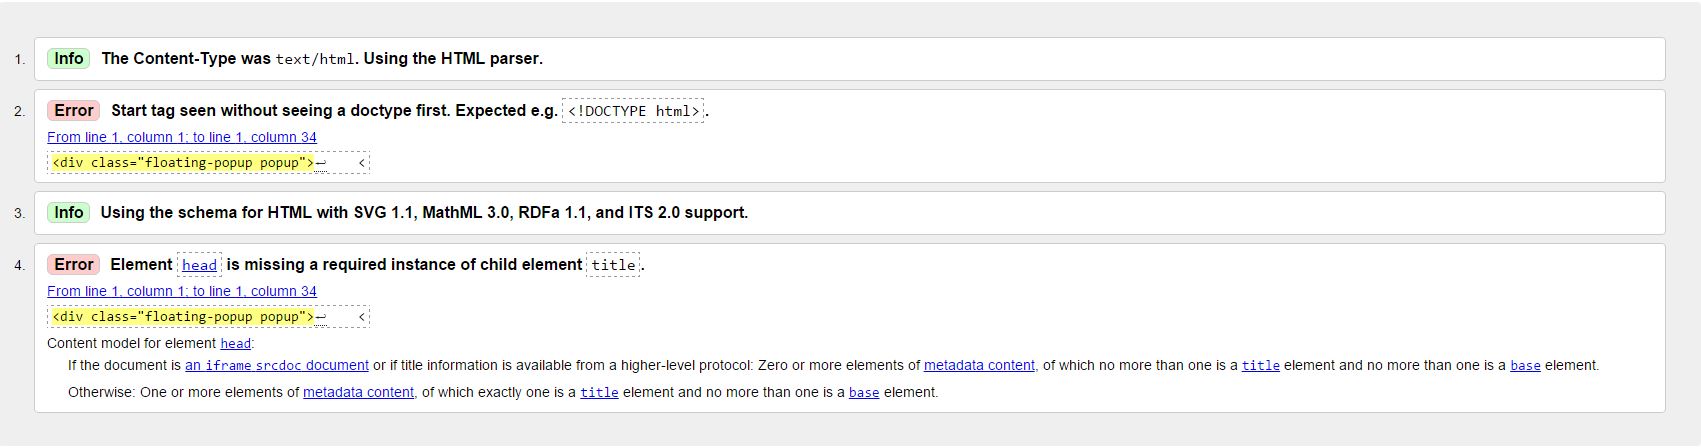 1. Info The Content-Type was text/html. Using the HTML parser.
2. Error Start tag seen without seeing a doctype first. Expected e.g. <!DOCTYPE html>.
From line 1, column 1; to line 1, column 34
<div class="floating-popup popup">↩    <
3. Info Using the schema for HTML with SVG 1.1, MathML 3.0, RDFa 1.1, and ITS 2.0 support.
4. Error Element head is missing a required instance of child element title.
From line 1, column 1; to line 1, column 34
<div class="floating-popup popup">↩    <
Content model for element head:
If the document is an iframe srcdoc document or if title information is available from a higher-level protocol: Zero or more elements of metadata content, of which no more than one is a title element and no more than one is a base element.
Otherwise: One or more elements of metadata content, of which exactly one is a title element and no more than one is a base element.